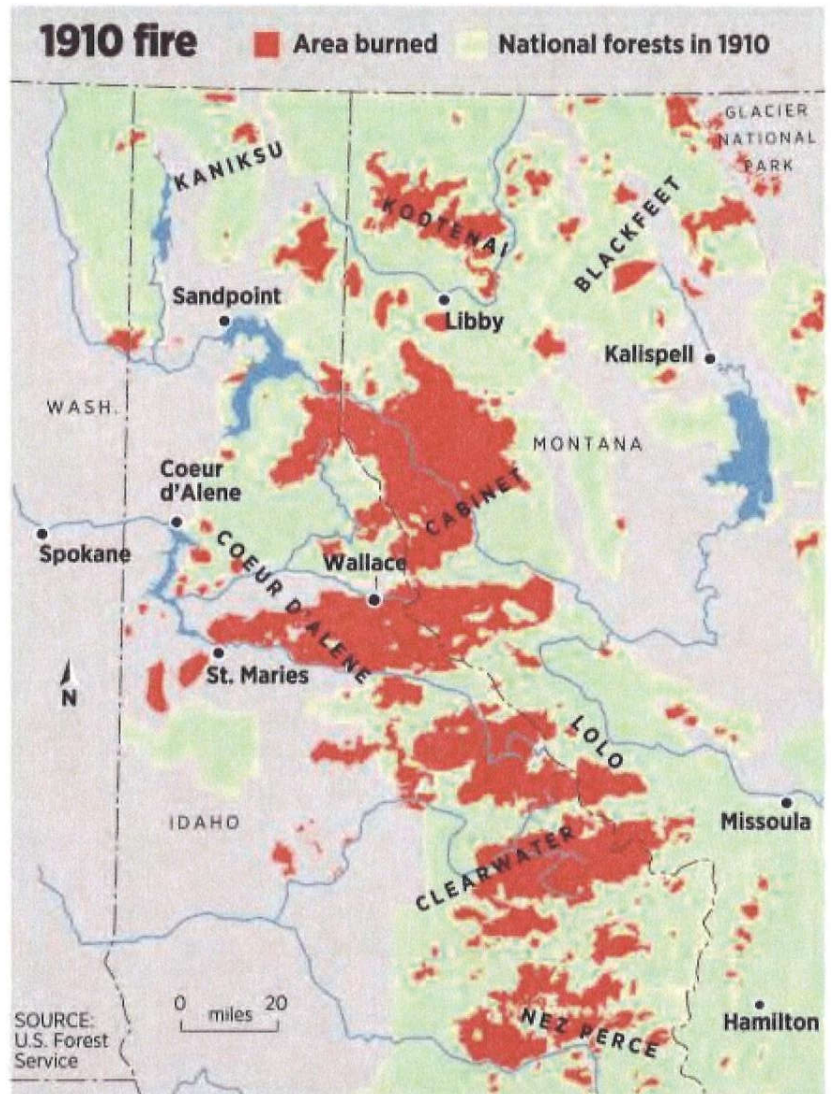 1910 fire
Area burned
National forests in 1910
GLACIER
NATIONAL
PARK
KANIKSU
KOOTENAI
BLACKFEET
Sandpoint
Libby
Kalispell
WASH.
MONTANA
Coeur
d'Alene
CABINET
Spokane
COEUR D'ALENE
Wallace
St. Maries
N
LOLO
IDAHO
Missoula
CLEARWATER
0 miles 20
SOURCE:
U.S. Forest
Service
NEZ PERCE
Hamilton